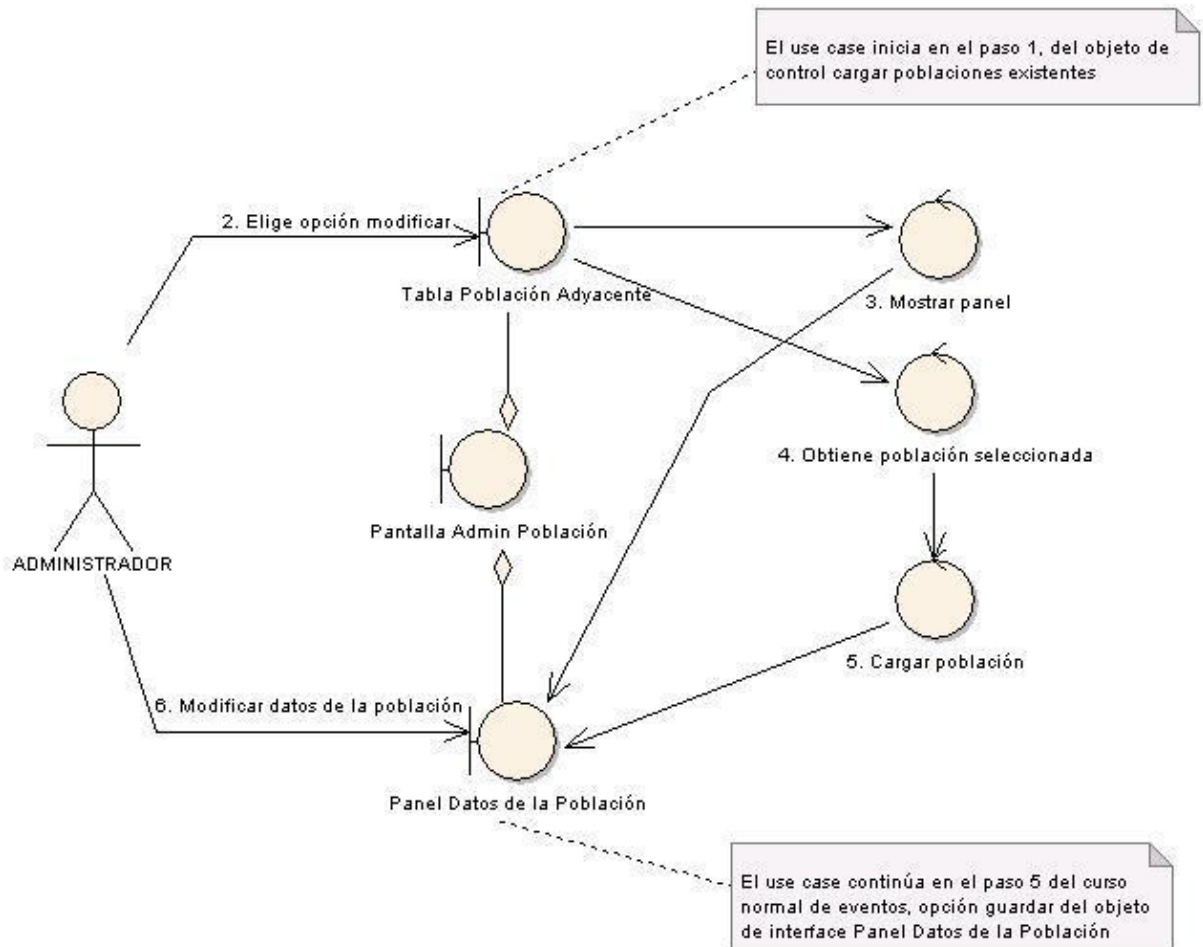 El use case inicia en el paso 1, del objeto de
control cargar poblaciones existentes
2. Elige opción modificar
Tabla Población Adyacente
3. Mostrar panel
4. Obtiene población seleccionada
Pantalla Admin Población
ADMINISTRADOR
5. Cargar población
6. Modificar datos de la población
Panel Datos de la Población
El use case continúa en el paso 5 del curso
normal de eventos, opción guardar del objeto
de interface Panel Datos de la Población